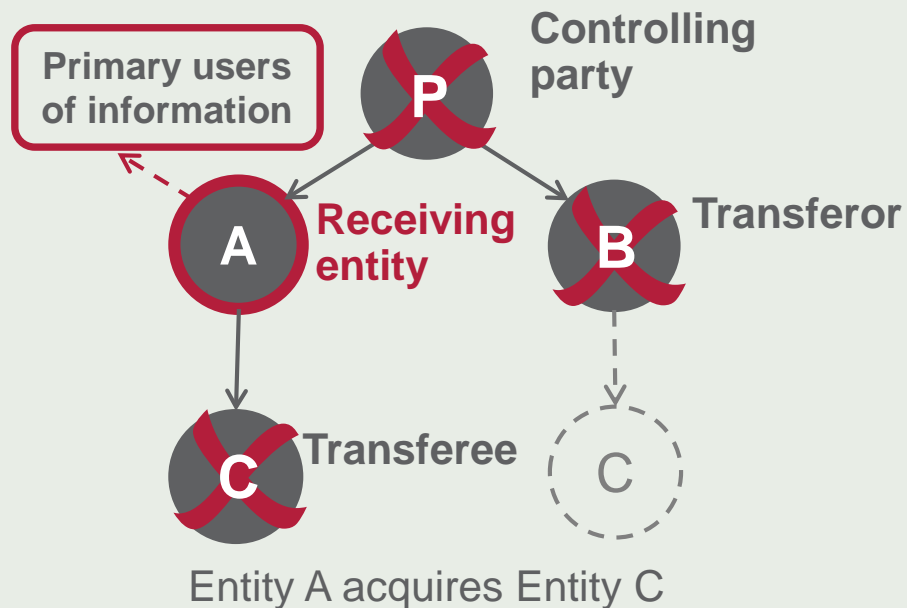 Controlling
party
Primary users
of information
P
A
Receiving
entity
B
Transferor
C
Transferee
C
Entity A acquires Entity C